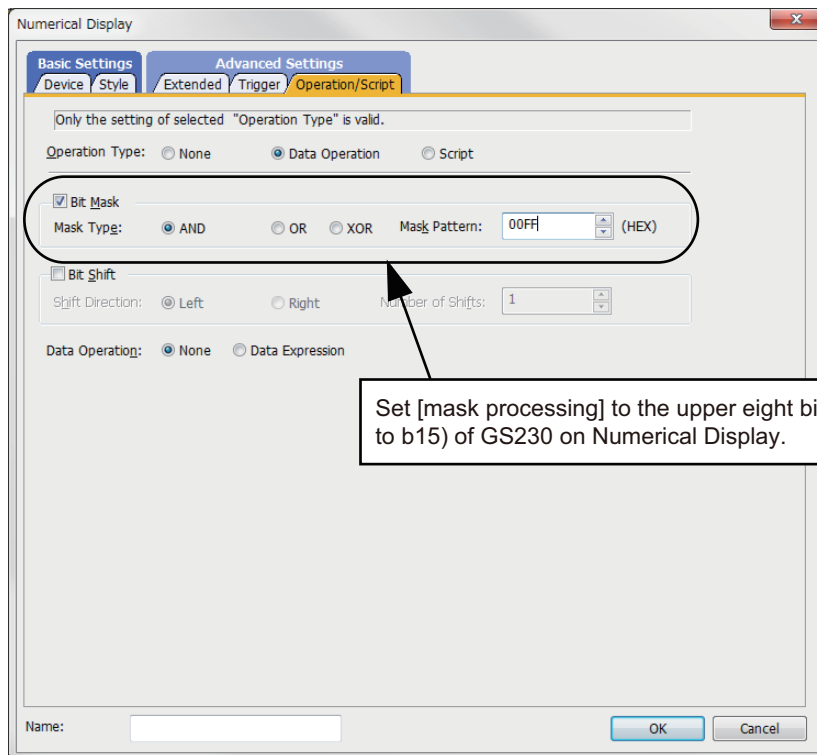 Numerical Display
Basic Settings Advanced Settings
Device Style Extended Trigger Operation/Script
Only the setting of selected "Operation Type" is valid.
Operation Type: None Data Operation Script
Bit Mask
Mask Type: AND OR XOR Mask Pattern: 00FF (HEX)
Bit Shift
Shift Direction: Left Right Number of Shifts: 1
Data Operation: None Data Expression
Set [mask processing] to the upper eight
to b15) of GS230 on Numerical Display.
Name: OK Cancel